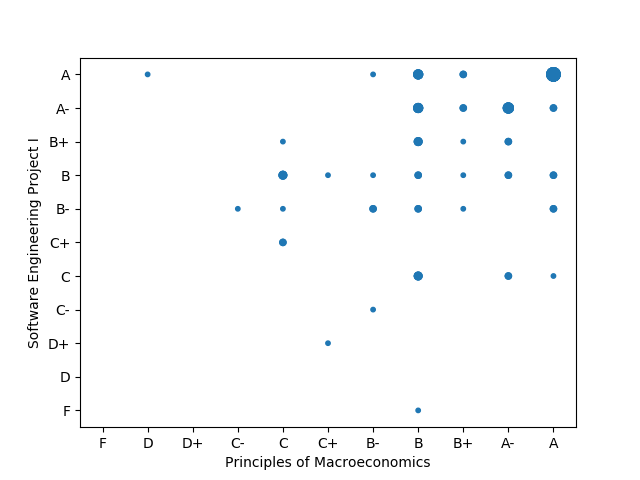 A
A-
B+
B
B-
C+
C
C-
D+
D
F
Software Engineering Project I
F D D+ C- C C+ B- B B+ A- A
Principles of Macroeconomics